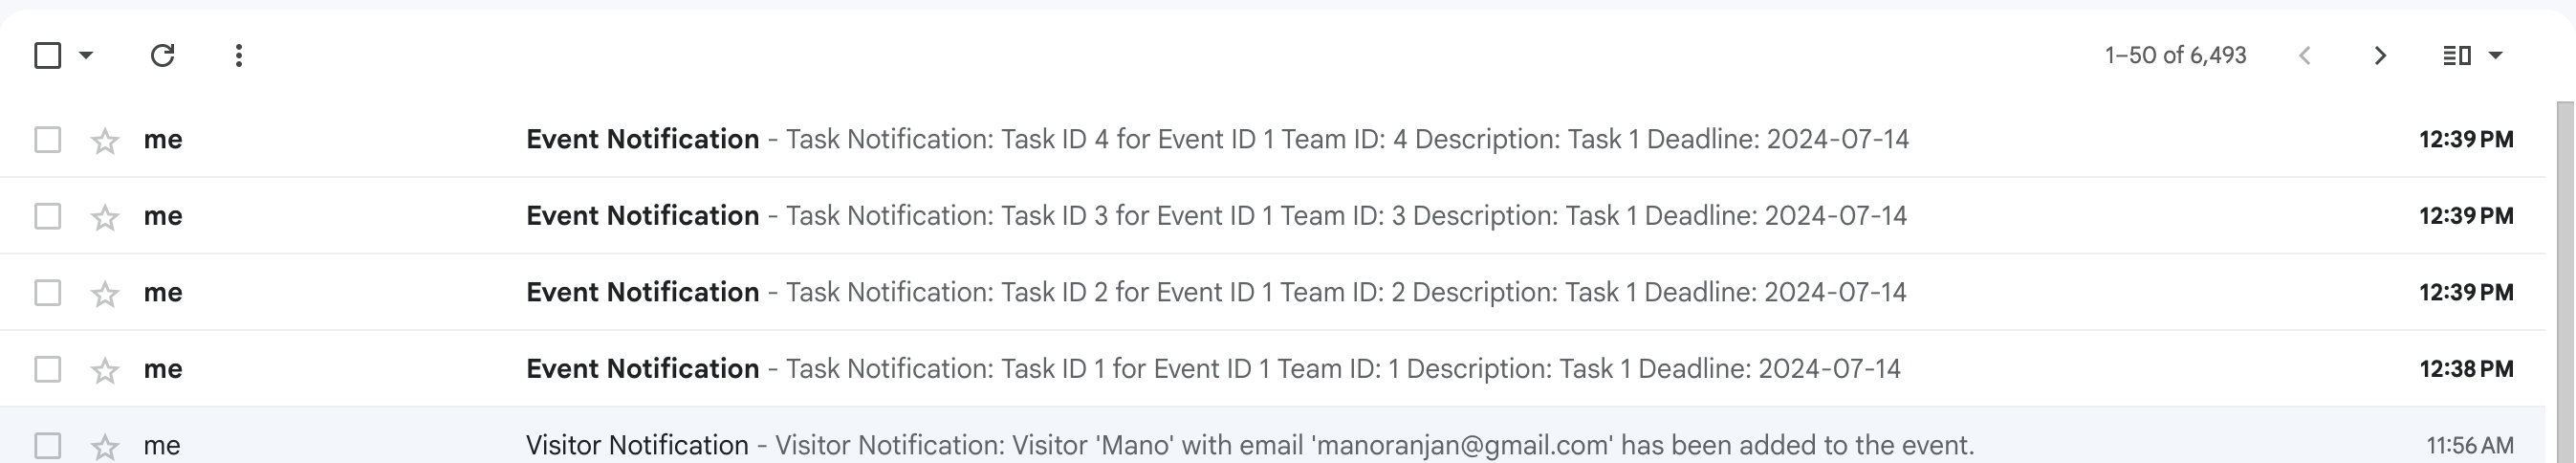 1–50 of 6,493
me Event Notification - Task Notification: Task ID 4 for Event ID 1 Team ID: 4 Description: Task 1 Deadline: 2024-07-14 12:39 PM
me Event Notification - Task Notification: Task ID 3 for Event ID 1 Team ID: 3 Description: Task 1 Deadline: 2024-07-14 12:39 PM
me Event Notification - Task Notification: Task ID 2 for Event ID 1 Team ID: 2 Description: Task 1 Deadline: 2024-07-14 12:39 PM
me Event Notification - Task Notification: Task ID 1 for Event ID 1 Team ID: 1 Description: Task 1 Deadline: 2024-07-14 12:38 PM
me Visitor Notification - Visitor Notification: Visitor 'Mano' with email 'manoranjan@gmail.com' has been added to the event. 11:56 AM